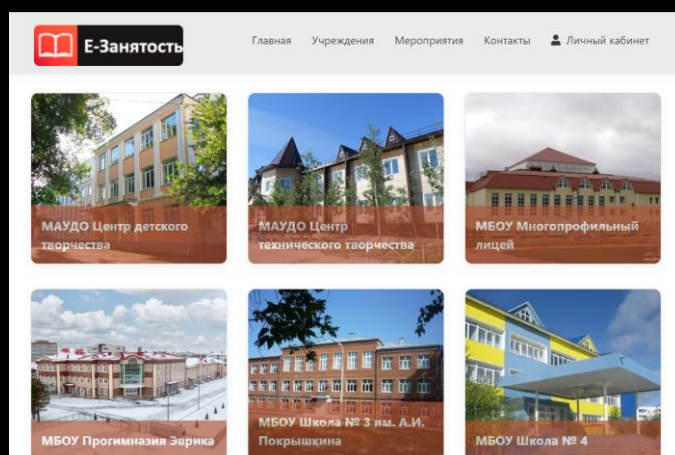 Е-Занятость
Главная Учреждения Мероприятия Контакты Личный кабинет
МАУДО Центр детского
творчества
МАУДО Центр
технического творчества
МБОУ Многопрофильный
лицей
МБОУ Прогимназия Эврика
МБОУ Школа № 3 им. А.И.
Покрышкина
МБОУ Школа № 4